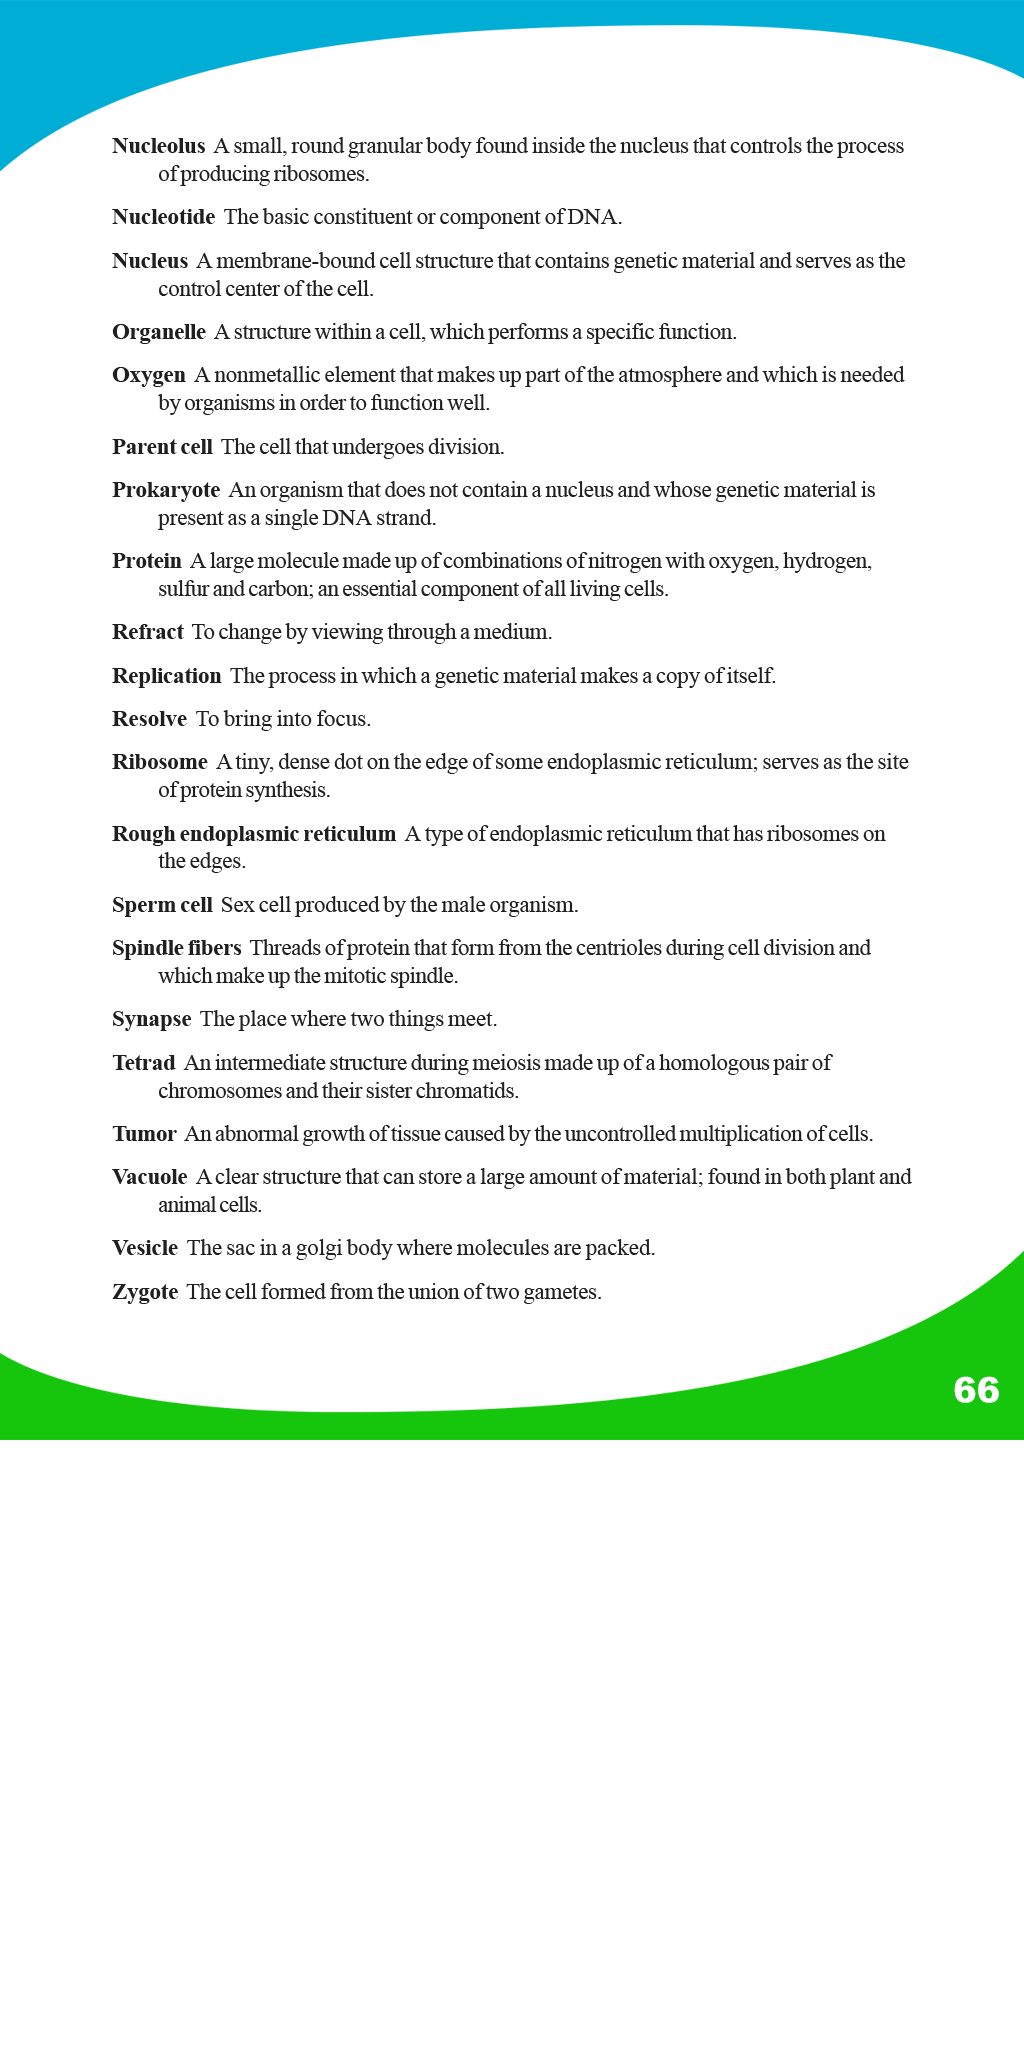 Nucleolus A small, round granular body found inside the nucleus that controls the process
of producing ribosomes.
Nucleotide The basic constituent or component of DNA.
Nucleus A membrane-bound cell structure that contains genetic material and serves as the
control center of the cell.
Organelle A structure within a cell, which performs a specific function.
Oxygen A nonmetallic element that makes up part of the atmosphere and which is needed
by organisms in order to function well.
Parent cell The cell that undergoes division.
Prokaryote An organism that does not contain a nucleus and whose genetic material is
present as a single DNA strand.
Protein A large molecule made up of combinations of nitrogen with oxygen, hydrogen,
sulfur and carbon; an essential component of all living cells.
Refract To change by viewing through a medium.
Replication The process in which a genetic material makes a copy of itself.
Resolve To bring into focus.
Ribosome A tiny, dense dot on the edge of some endoplasmic reticulum; serves as the site
of protein synthesis.
Rough endoplasmic reticulum A type of endoplasmic reticulum that has ribosomes on
the edges.
Sperm cell Sex cell produced by the male organism.
Spindle fibers Threads of protein that form from the centrioles during cell division and
which make up the mitotic spindle.
Synapse The place where two things meet.
Tetrad An intermediate structure during meiosis made up of a homologous pair of
chromosomes and their sister chromatids.
Tumor An abnormal growth of tissue caused by the uncontrolled multiplication of cells.
Vacuole A clear structure that can store a large amount of material; found in both plant and
animal cells.
Vesicle The sac in a golgi body where molecules are packed.
Zygote The cell formed from the union of two gametes.
66